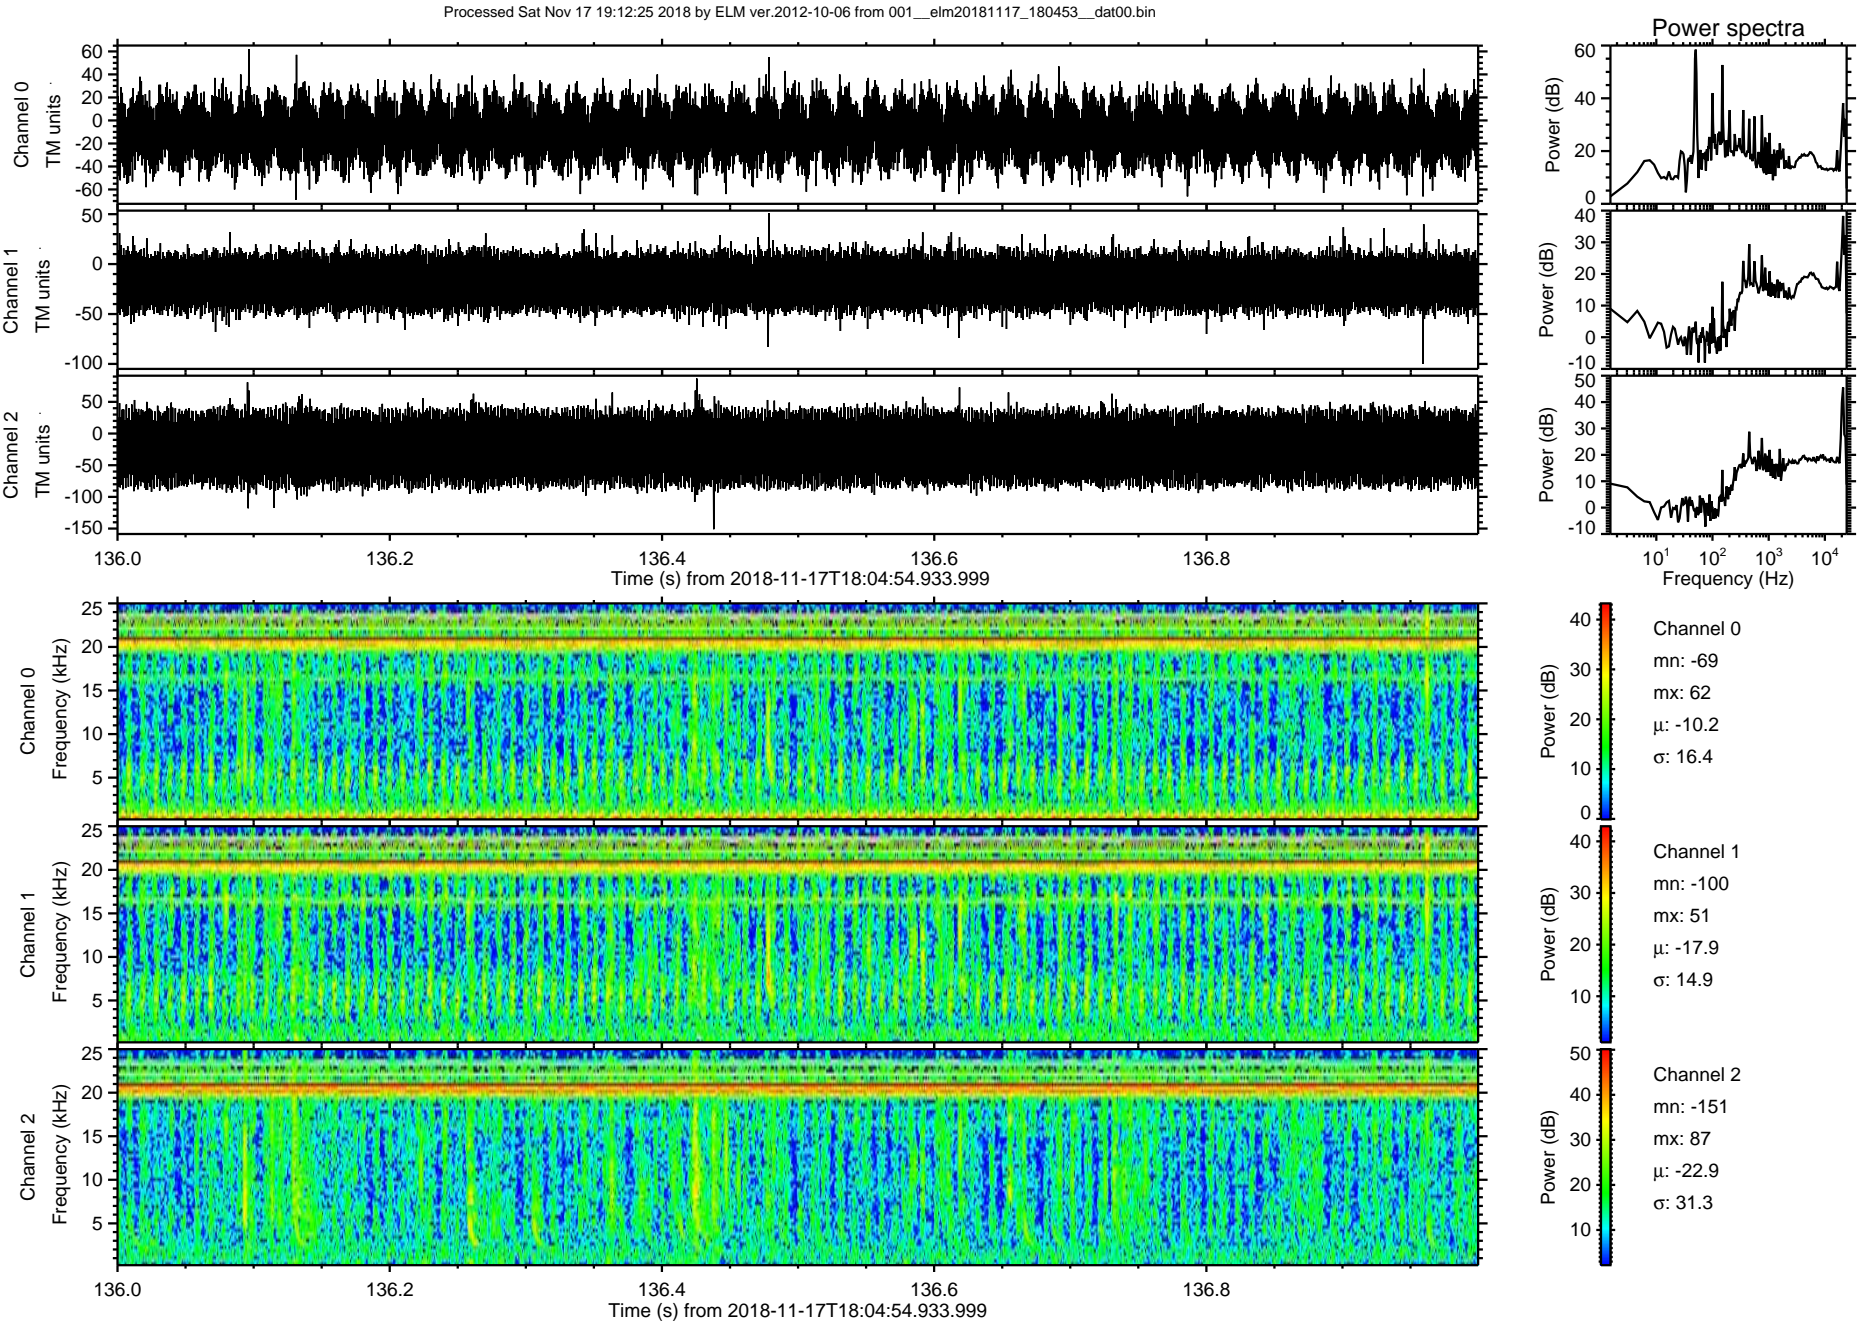 Processed Sat Nov 17 19:12:25 2018 by ELM ver.2012-10-06 from 001__elm20181117_180453__dat00.bin
Power spectra
Channel 0
TM units
60
40
20
0
-20
-40
-60
Power (dB)
60
40
20
0
Channel 1
TM units
50
0
-50
-100
Power (dB)
40
30
20
10
0
-10
Channel 2
TM units
50
0
-50
-100
-150
Power (dB)
50
40
30
20
10
0
-10
136.0 136.2 136.4 136.6 136.8
Time (s) from 2018-11-17T18:04:54.933.999
10¹ 10² 10³ 10⁴
Frequency (Hz)
Channel 0
Frequency (kHz)
25
20
15
10
5
Power (dB)
40
30
20
10
0
Channel 0
mn: -69
mx: 62
μ: -10.2
σ: 16.4
Channel 1
Frequency (kHz)
25
20
15
10
5
Power (dB)
40
30
20
10
Channel 1
mn: -100
mx: 51
μ: -17.9
σ: 14.9
Channel 2
Frequency (kHz)
25
20
15
10
5
Power (dB)
50
40
30
20
10
Channel 2
mn: -151
mx: 87
μ: -22.9
σ: 31.3
136.0 136.2 136.4 136.6 136.8
Time (s) from 2018-11-17T18:04:54.933.999